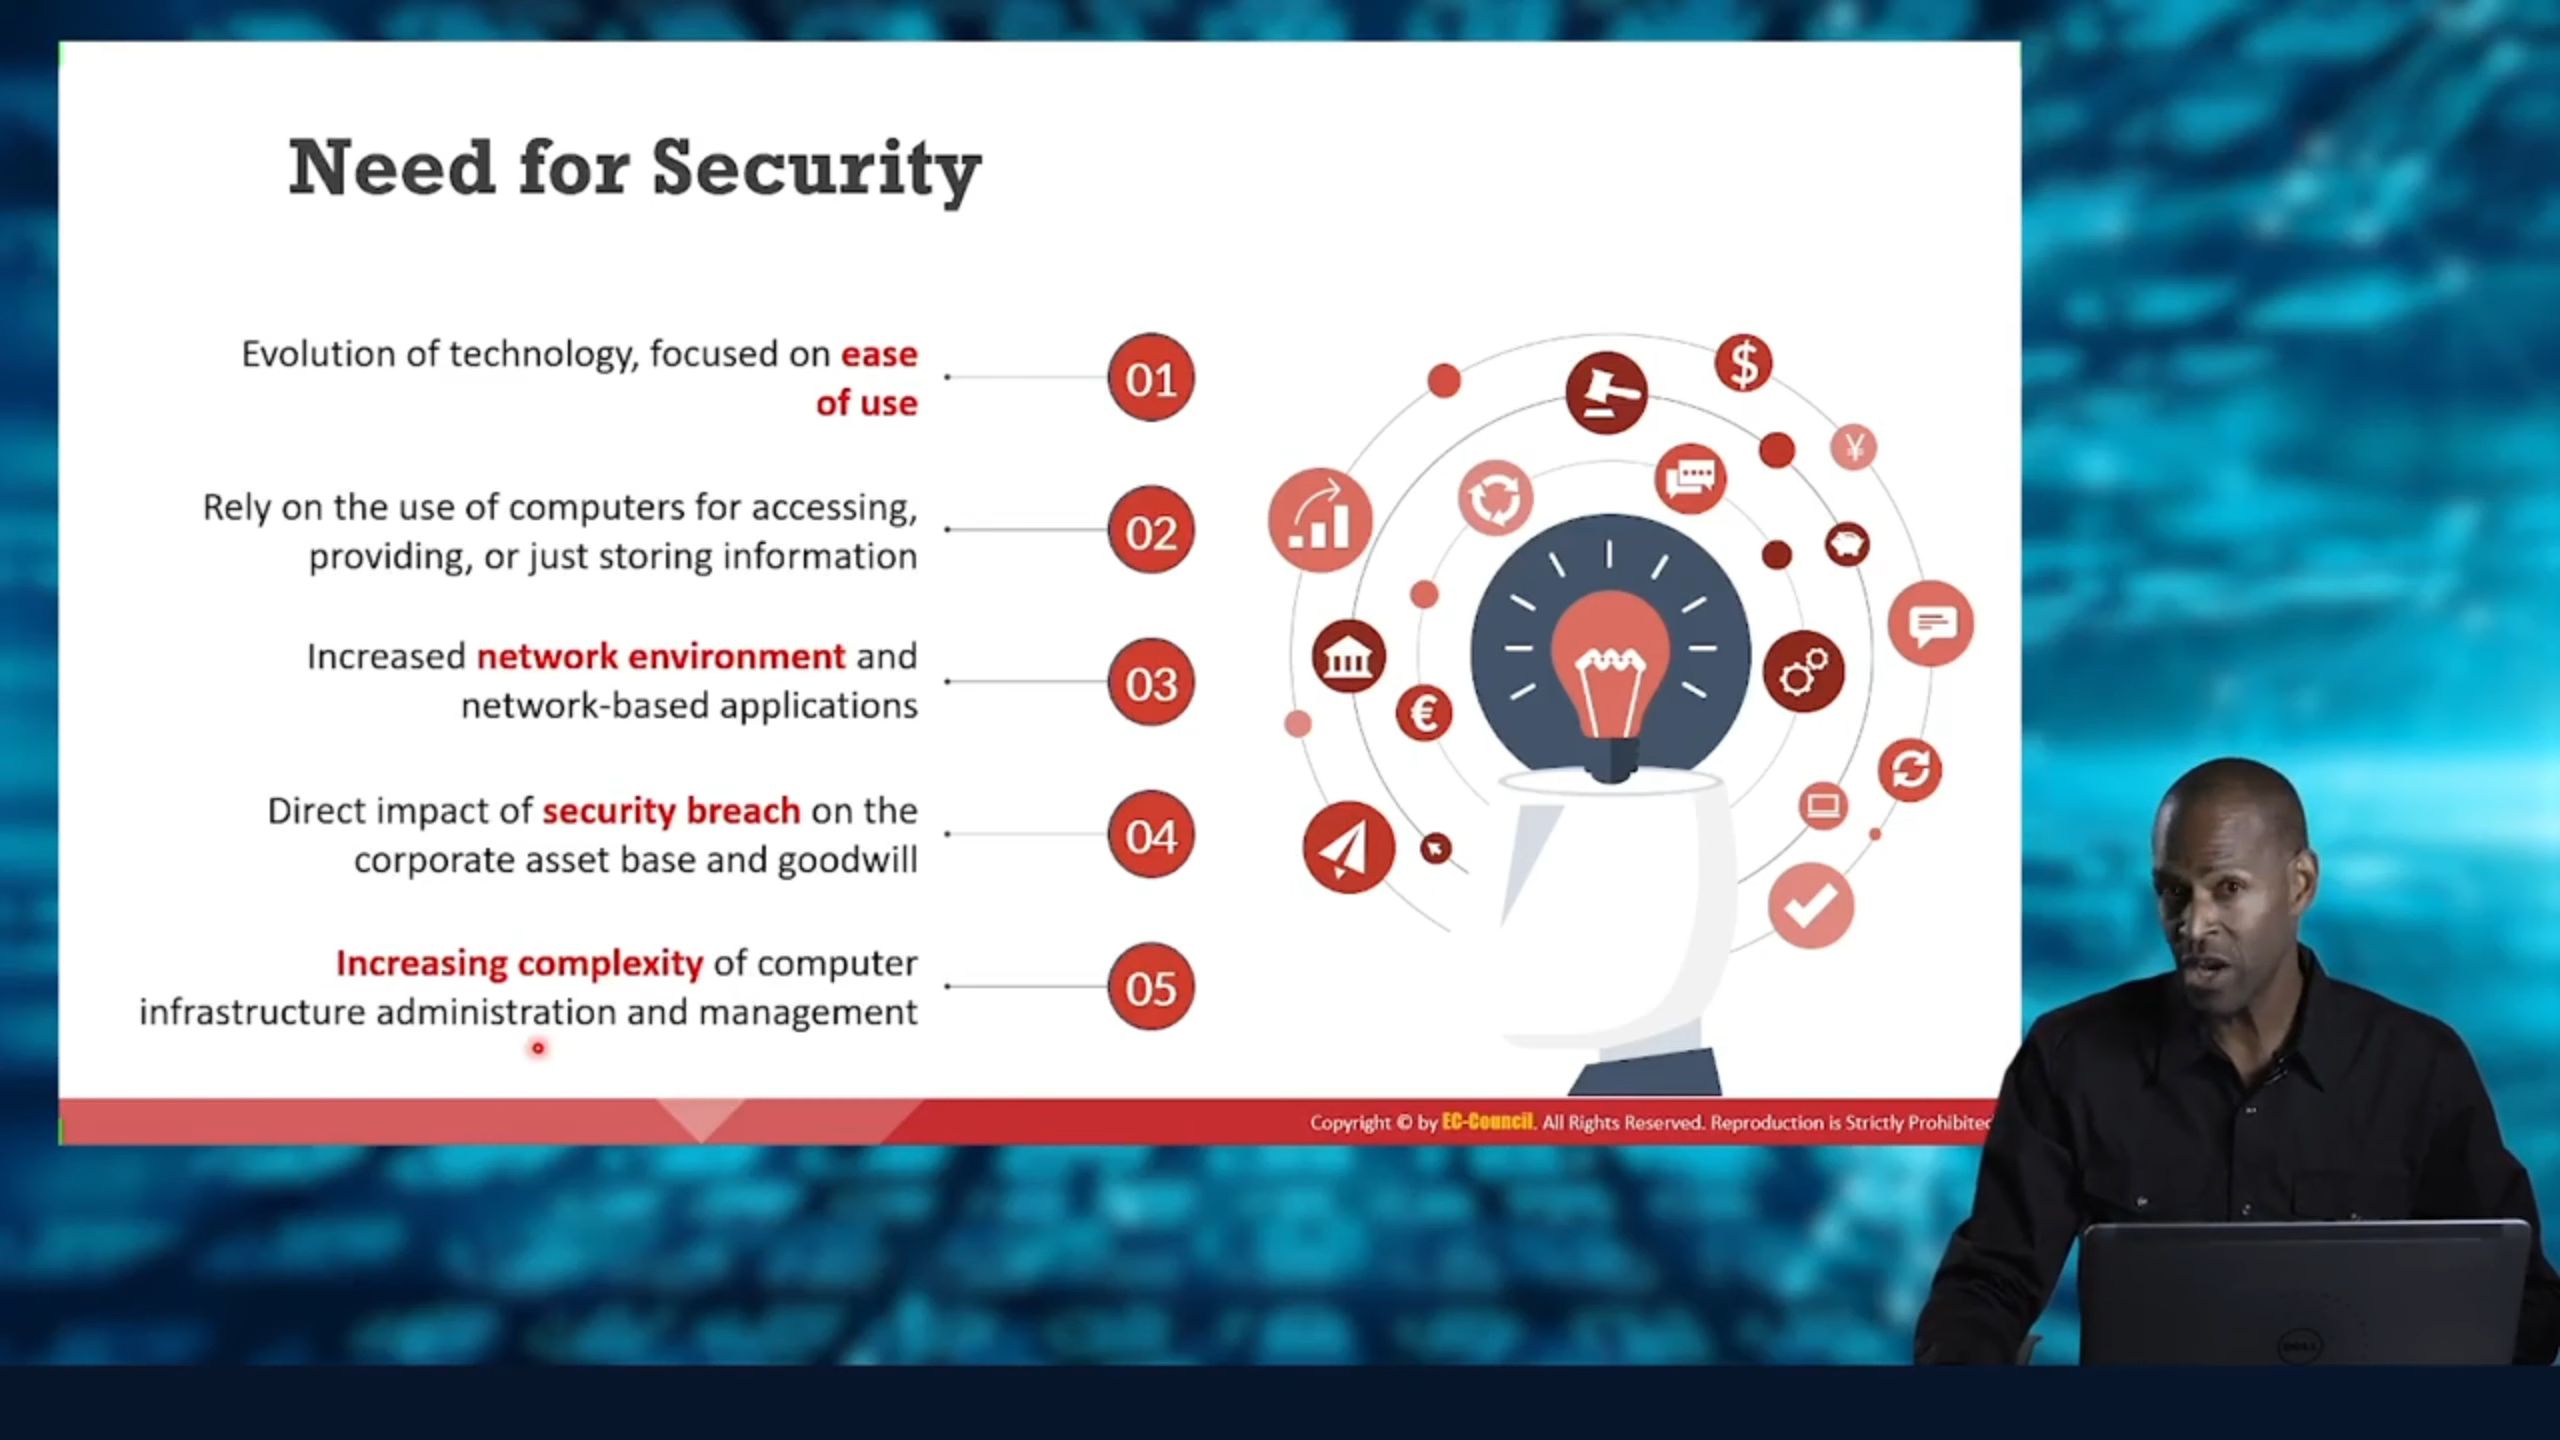 Need for Security
Evolution of technology, focused on ease
of use
01
Rely on the use of computers for accessing,
providing, or just storing information
02
Increased network environment and
network-based applications
03
Direct impact of security breach on the
corporate asset base and goodwill
04
Increasing complexity of computer
infrastructure administration and management
05
$
¥
€
Copyright © by EC-Council. All Rights Reserved. Reproduction is Strictly Prohibited
DELL